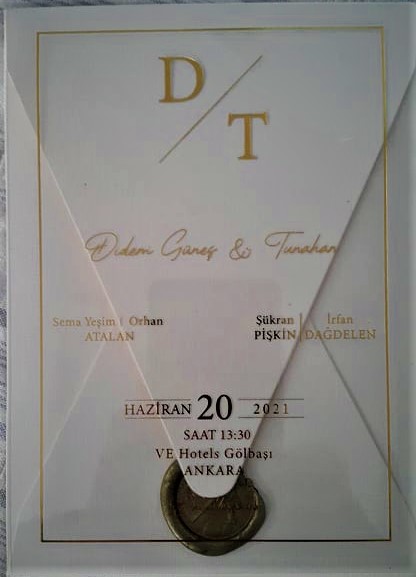 D
T
Didem Güneş & Tunahan
Sema Yeşim | Orhan
ATALAN
Şükran | İrfan
PİŞKİN | DAĞDELEN
HAZİRAN 20 2021
SAAT 13:30
VE Hotels Gölbaşı
ANKARA